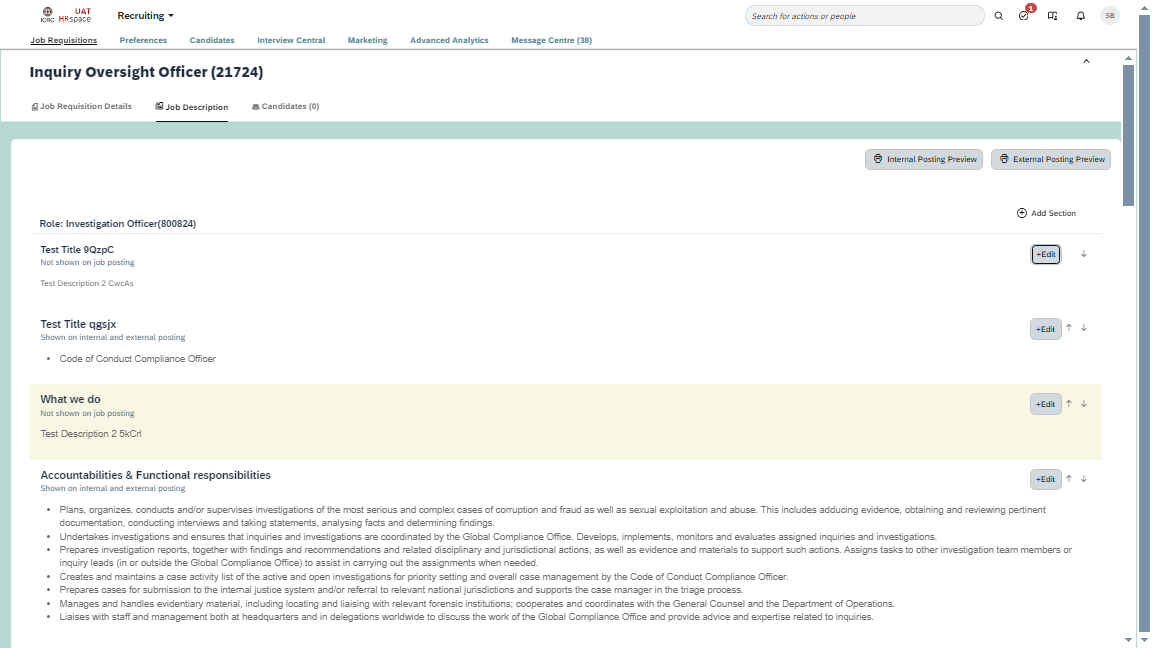 ICRC UAT HRspace
Recruiting
Search for actions or people
1
SB
Job Requisitions
Preferences
Candidates
Interview Central
Marketing
Advanced Analytics
Message Centre (38)
Inquiry Oversight Officer (21724)
Job Requisition Details
Job Description
Candidates (0)
Internal Posting Preview
External Posting Preview
Add Section
Role: Investigation Officer(800824)
Test Title 9QzpC
+Edit
Not shown on job posting
Test Description 2 CwcAs
Test Title qgsjx
+Edit
Shown on internal and external posting
• Code of Conduct Compliance Officer
What we do
+Edit
Not shown on job posting
Test Description 2 5kCrl
Accountabilities & Functional responsibilities
+Edit
Shown on internal and external posting
• Plans, organizes, conducts and/or supervises investigations of the most serious and complex cases of corruption and fraud as well as sexual exploitation and abuse. This includes adducing evidence, obtaining and reviewing pertinent
documentation, conducting interviews and taking statements, analysing facts and determining findings.
• Undertakes investigations and ensures that inquiries and investigations are coordinated by the Global Compliance Office. Develops, implements, monitors and evaluates assigned inquiries and investigations.
• Prepares investigation reports, together with findings and recommendations and related disciplinary and jurisdictional actions, as well as evidence and materials to support such actions. Assigns tasks to other investigation team members or
inquiry leads (in or outside the Global Compliance Office) to assist in carrying out the assignments when needed.
• Creates and maintains a case activity list of the active and open investigations for priority setting and overall case management by the Code of Conduct Compliance Officer.
• Prepares cases for submission to the internal justice system and/or referral to relevant national jurisdictions and supports the case manager in the triage process.
• Manages and handles evidentiary material, including locating and liaising with relevant forensic institutions; cooperates and coordinates with the General Counsel and the Department of Operations.
• Liaises with staff and management both at headquarters and in delegations worldwide to discuss the work of the Global Compliance Office and provide advice and expertise related to inquiries.